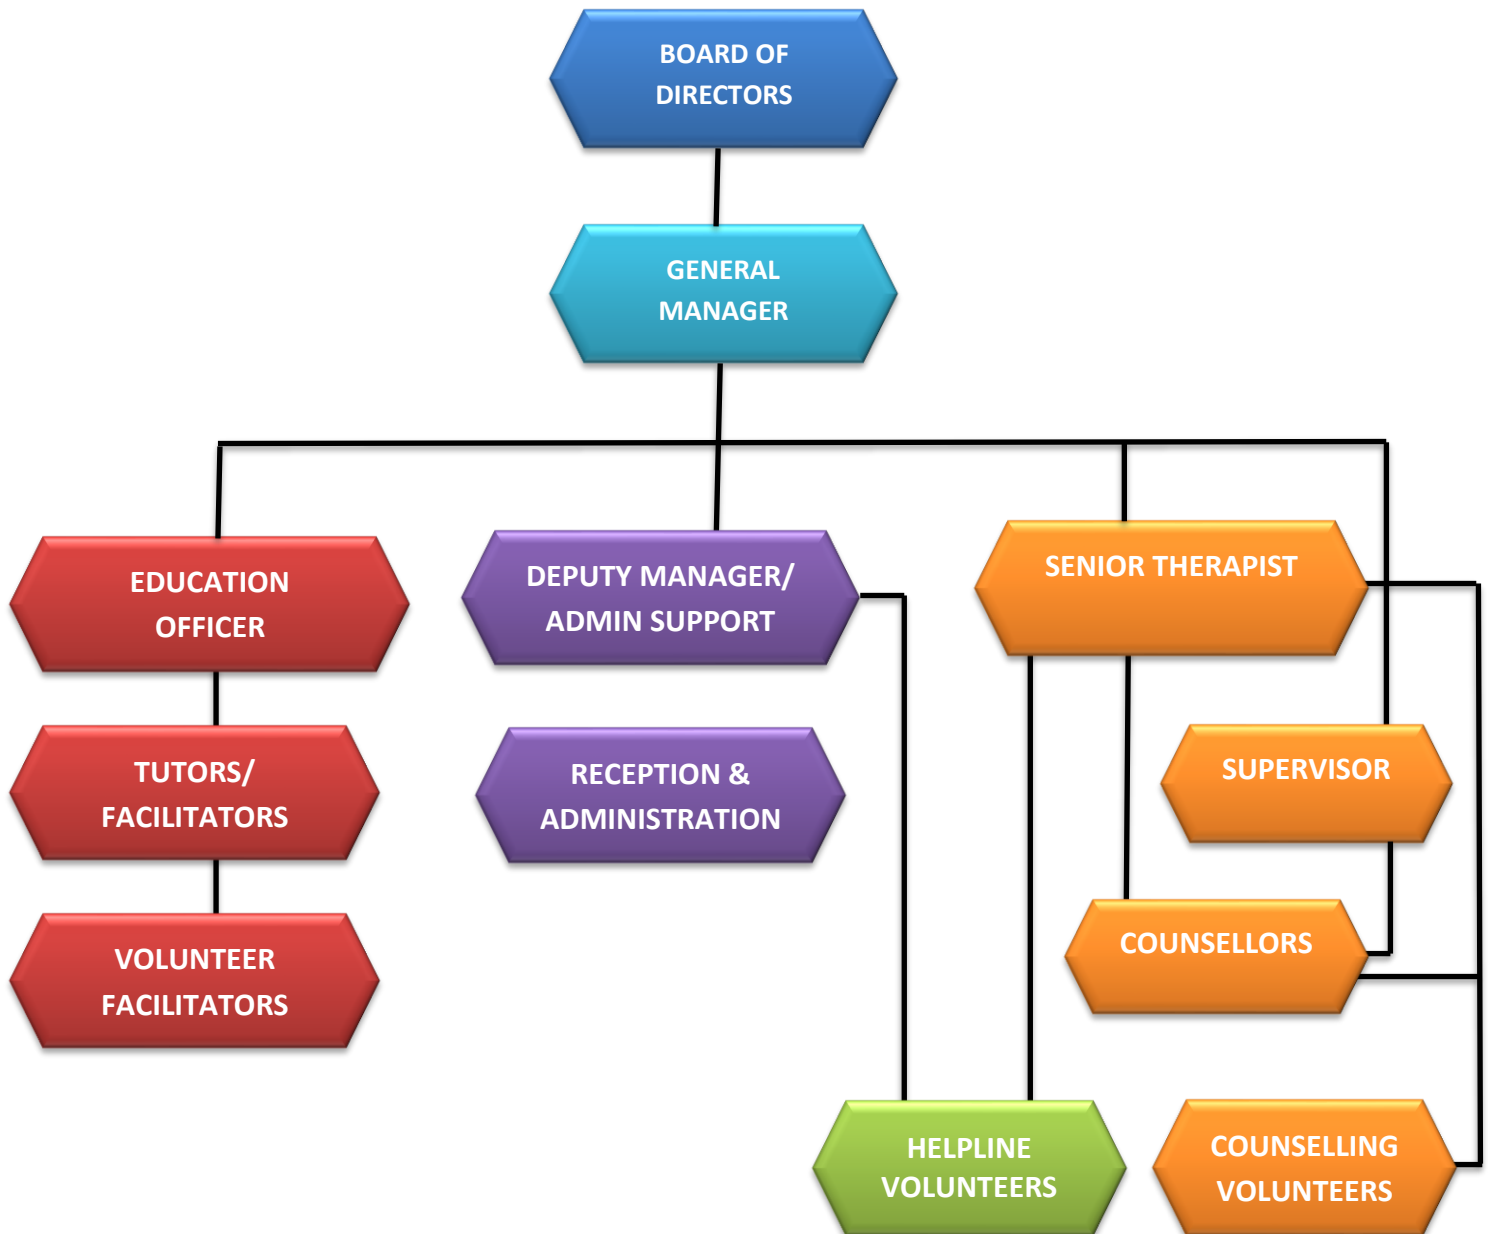 BOARD OF
DIRECTORS
GENERAL
MANAGER
EDUCATION
OFFICER
DEPUTY MANAGER/
ADMIN SUPPORT
SENIOR THERAPIST
TUTORS/
FACILITATORS
RECEPTION &
ADMINISTRATION
SUPERVISOR
VOLUNTEER
FACILITATORS
COUNSELLORS
HELPLINE
VOLUNTEERS
COUNSELLING
VOLUNTEERS